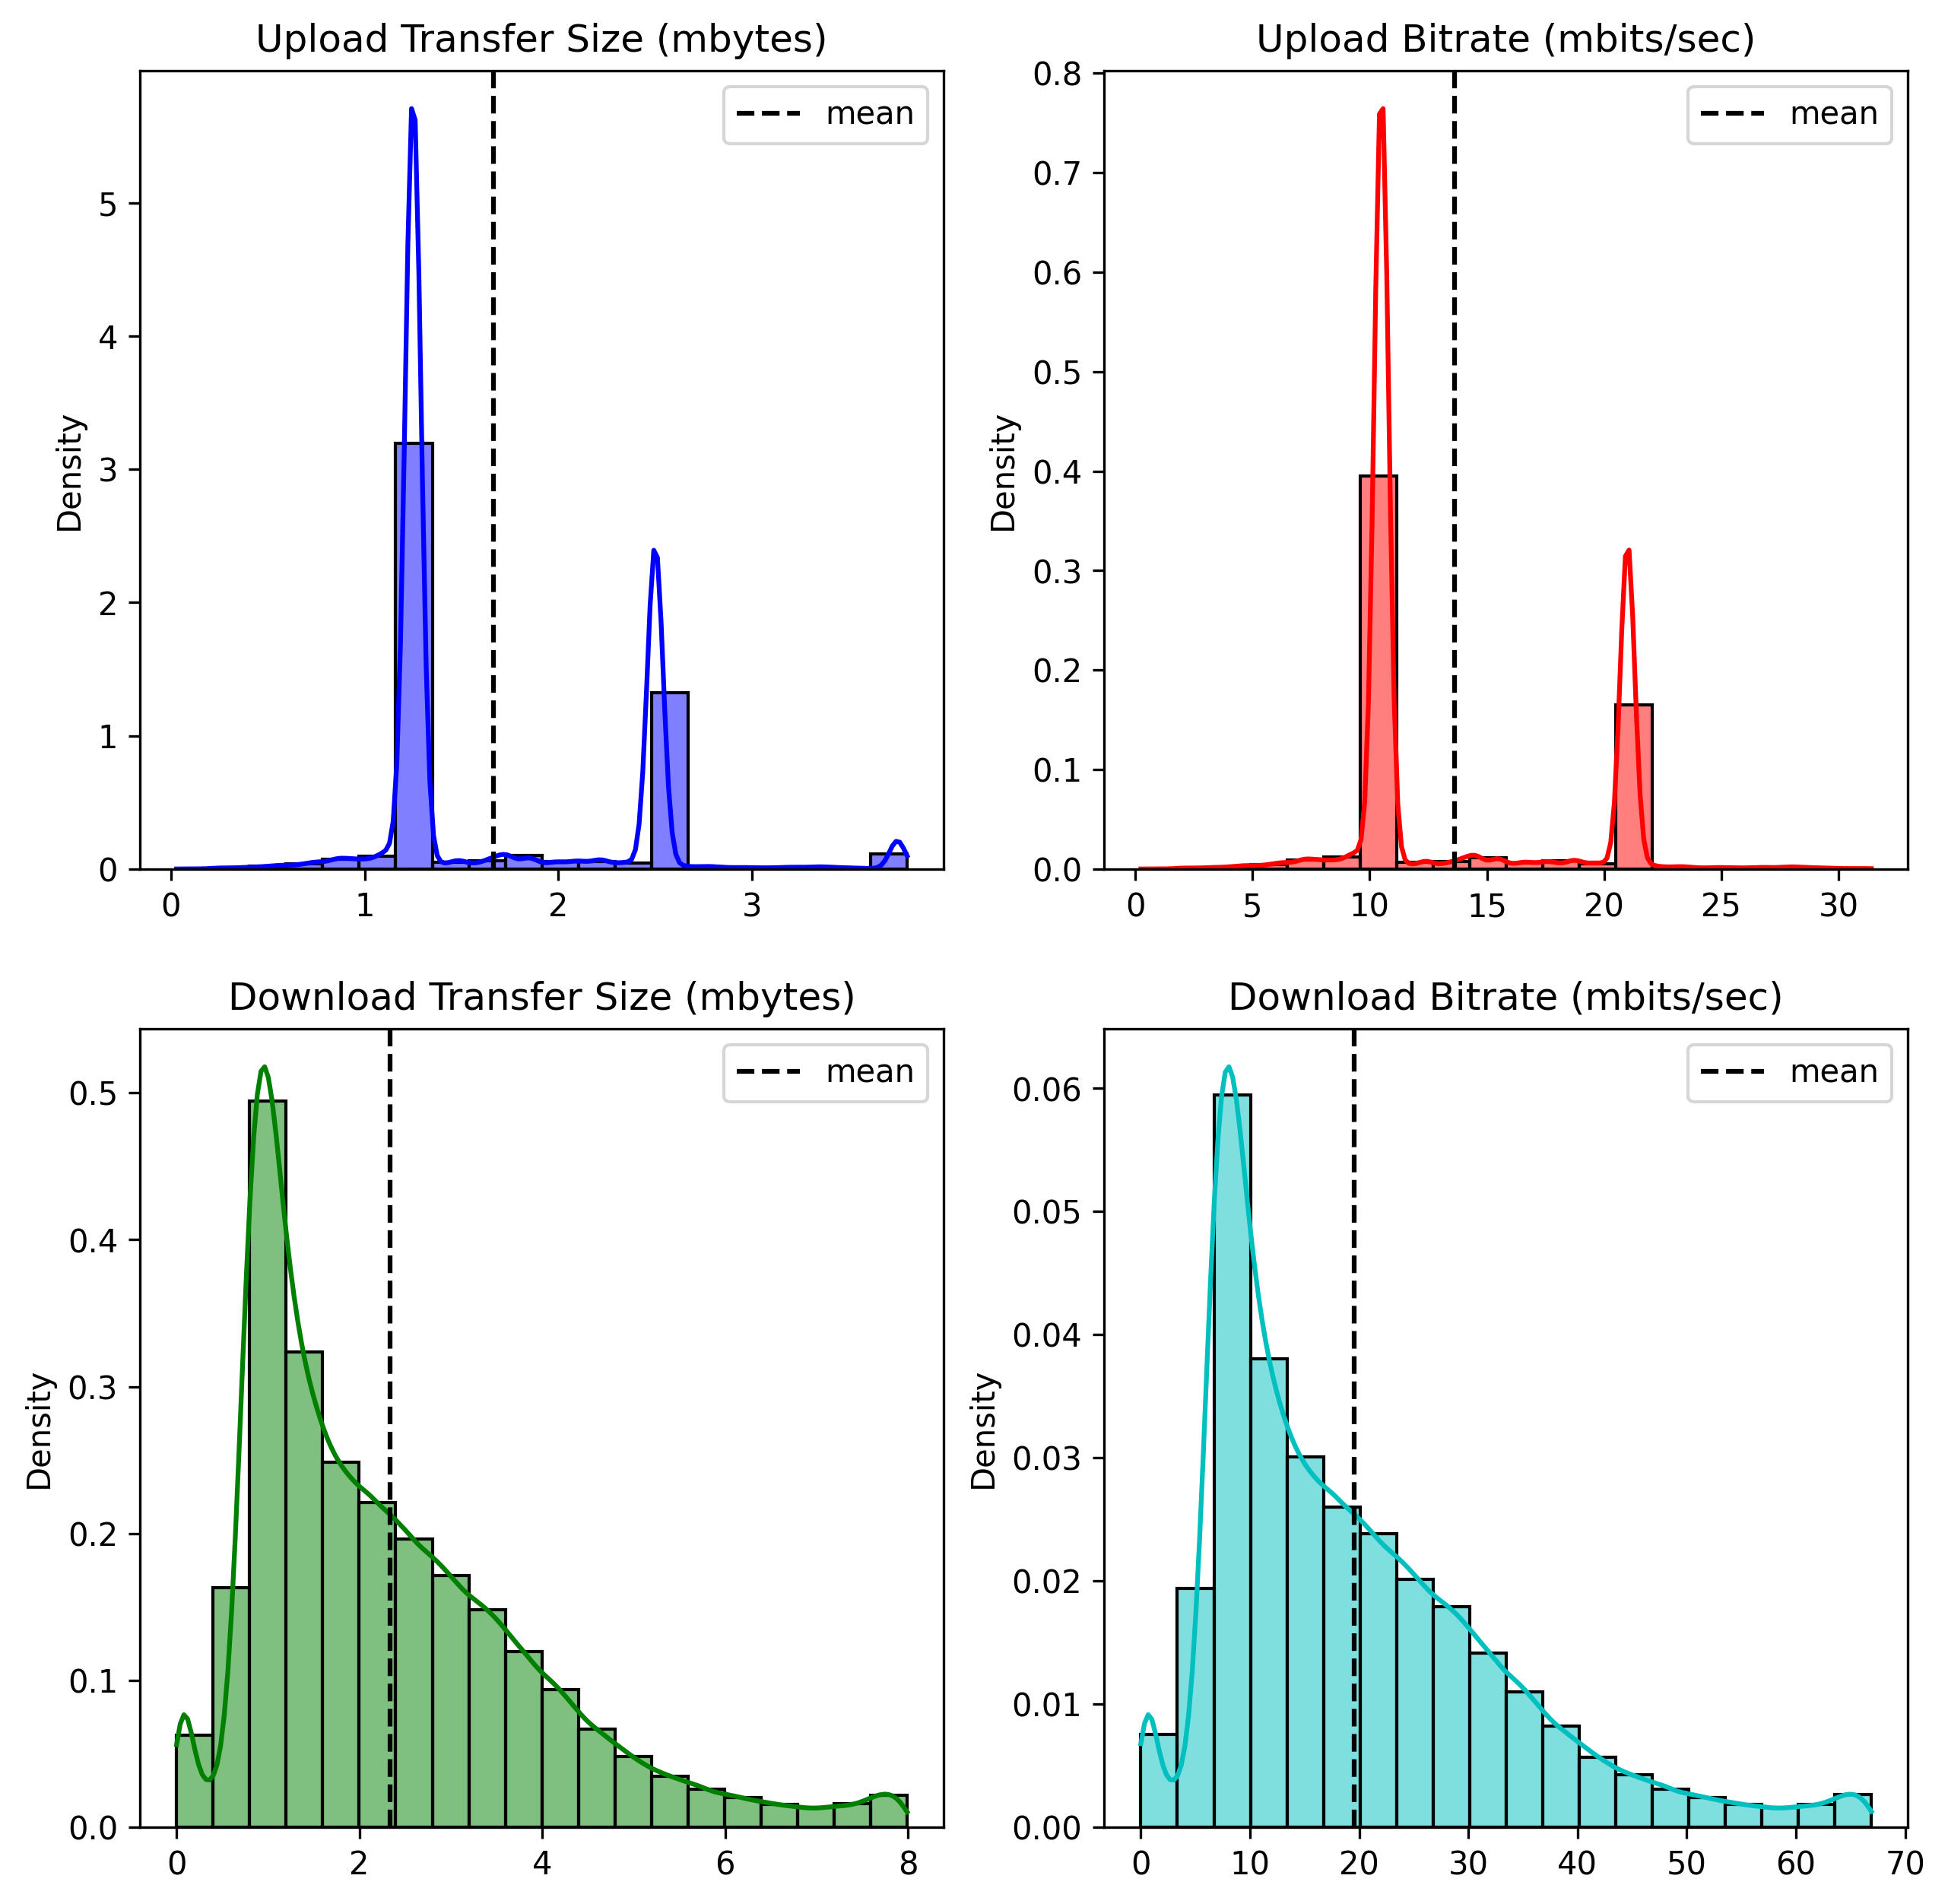 Upload Transfer Size (mbytes)
mean
Density
5
4
3
2
1
0
0 1 2 3
Upload Bitrate (mbits/sec)
mean
Density
0.8
0.7
0.6
0.5
0.4
0.3
0.2
0.1
0.0
0 5 10 15 20 25 30
Download Transfer Size (mbytes)
mean
Density
0.5
0.4
0.3
0.2
0.1
0.0
0 2 4 6 8
Download Bitrate (mbits/sec)
mean
Density
0.06
0.05
0.04
0.03
0.02
0.01
0.00
0 10 20 30 40 50 60 70